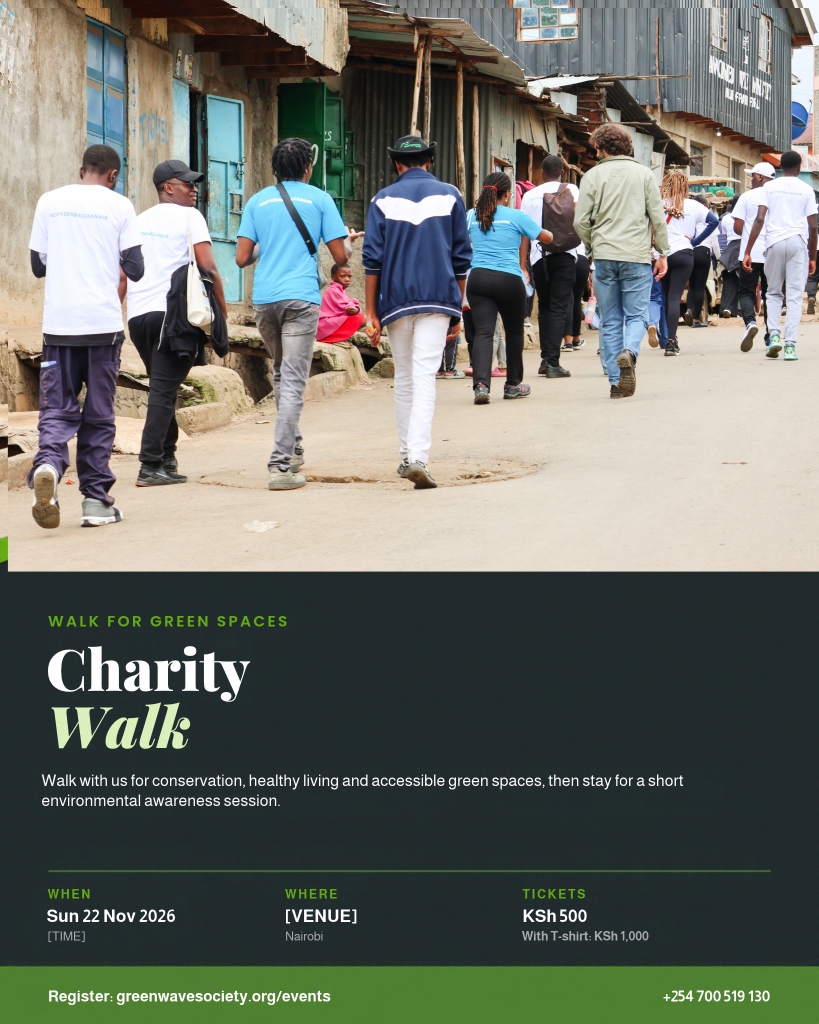 WALK FOR GREEN SPACES
Charity
Walk
Walk with us for conservation, healthy living and accessible green spaces, then stay for a short
environmental awareness session.
WHEN
Sun 22 Nov 2026
[TIME]
WHERE
[VENUE]
Nairobi
TICKETS
KSh 500
With T-shirt: KSh 1,000
Register: greenwavesociety.org/events
+254 700 519 130